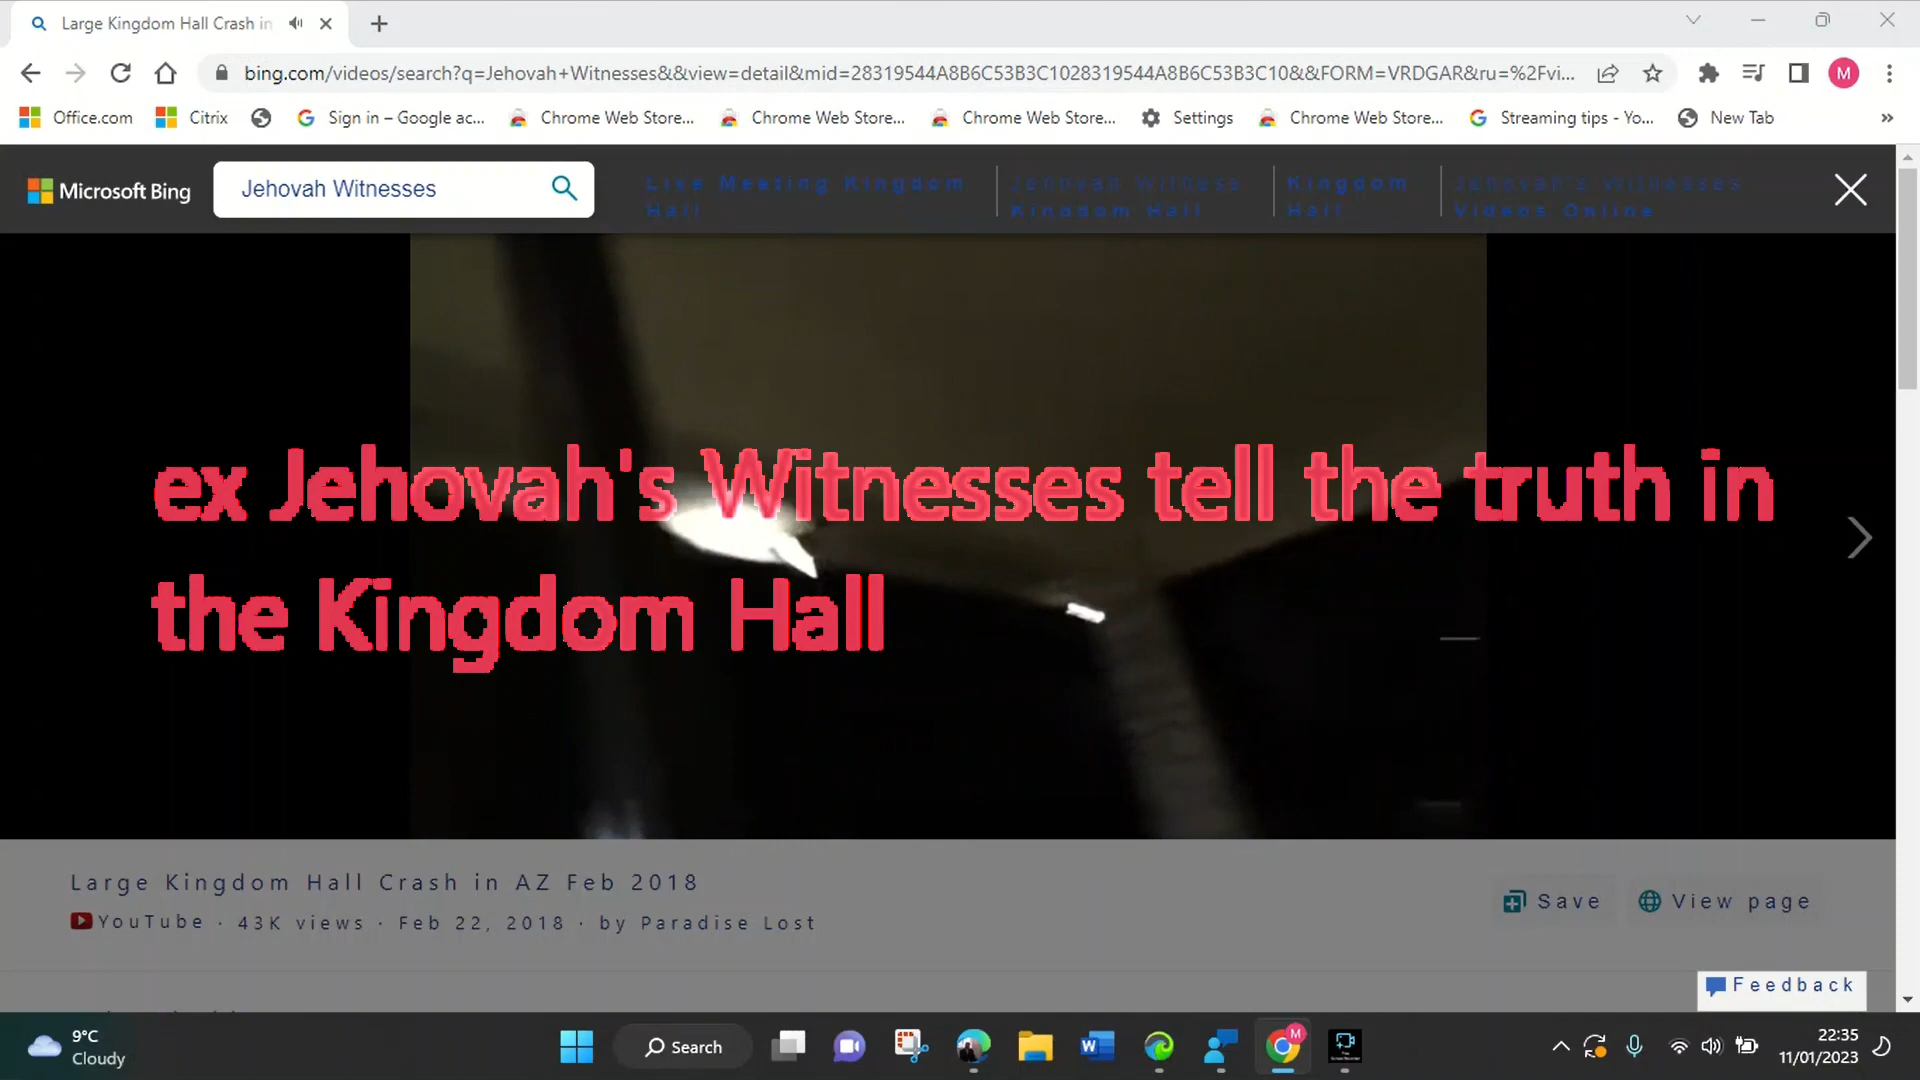 Large Kingdom Hall Crash in
bing.com/videos/search?q=Jehovah+Witnesses&&view=detail&mid=28319544A8B6C53B3C1028319544A8B6C53B3C10&&FORM=VRDGAR&ru=%2Fvi...
M
Office.com Citrix Sign in – Google ac... Chrome Web Store... Chrome Web Store... Chrome Web Store... Settings Chrome Web Store... Streaming tips - Yo... New Tab »
Microsoft Bing Jehovah Witnesses
Live Meeting Kingdom Hall
Jehovah Witness Kingdom Hall
Kingdom Hall
Jehovah's Witnesses Videos Online
ex Jehovah's Witnesses tell the truth in
the Kingdom Hall
Large Kingdom Hall Crash in AZ Feb 2018
YouTube · 43K views · Feb 22, 2018 · by Paradise Lost
Save View page
Feedback
9°C
Cloudy
Search
22:35
11/01/2023